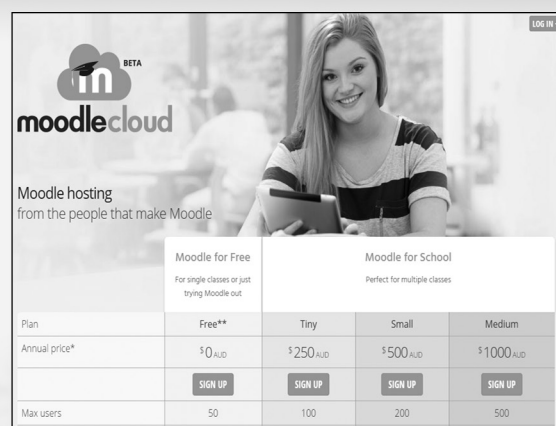 LOG IN
BETA
moodlecloud
Moodle hosting
from the people that make Moodle
Moodle for Free
For single classes or just
trying Moodle out
Moodle for School
Perfect for multiple classes
Plan Free** Tiny Small Medium
Annual price* $0 AUD $250 AUD $500 AUD $1000 AUD
SIGN UP SIGN UP SIGN UP SIGN UP
Max users 50 100 200 500